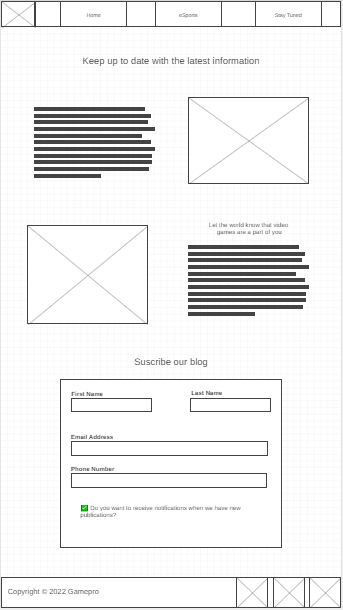 Home
eSports
Stay Tuned
Keep up to date with the latest information
Let the world know that video
games are a part of you
Suscribe our blog
First Name
Last Name
Email Address
Phone Number
Do you want to receive notifications when we have new
publications?
Copyright © 2022 Gamepro